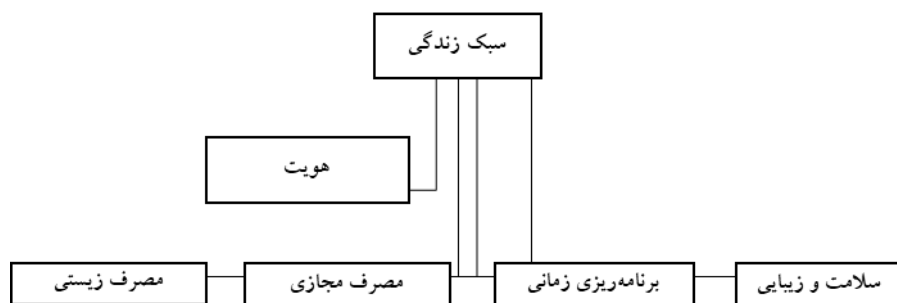 سبک زندگی
هویت
سلامت و زیبایی
برنامه‌ریزی زمانی
مصرف مجازی
مصرف زیستی